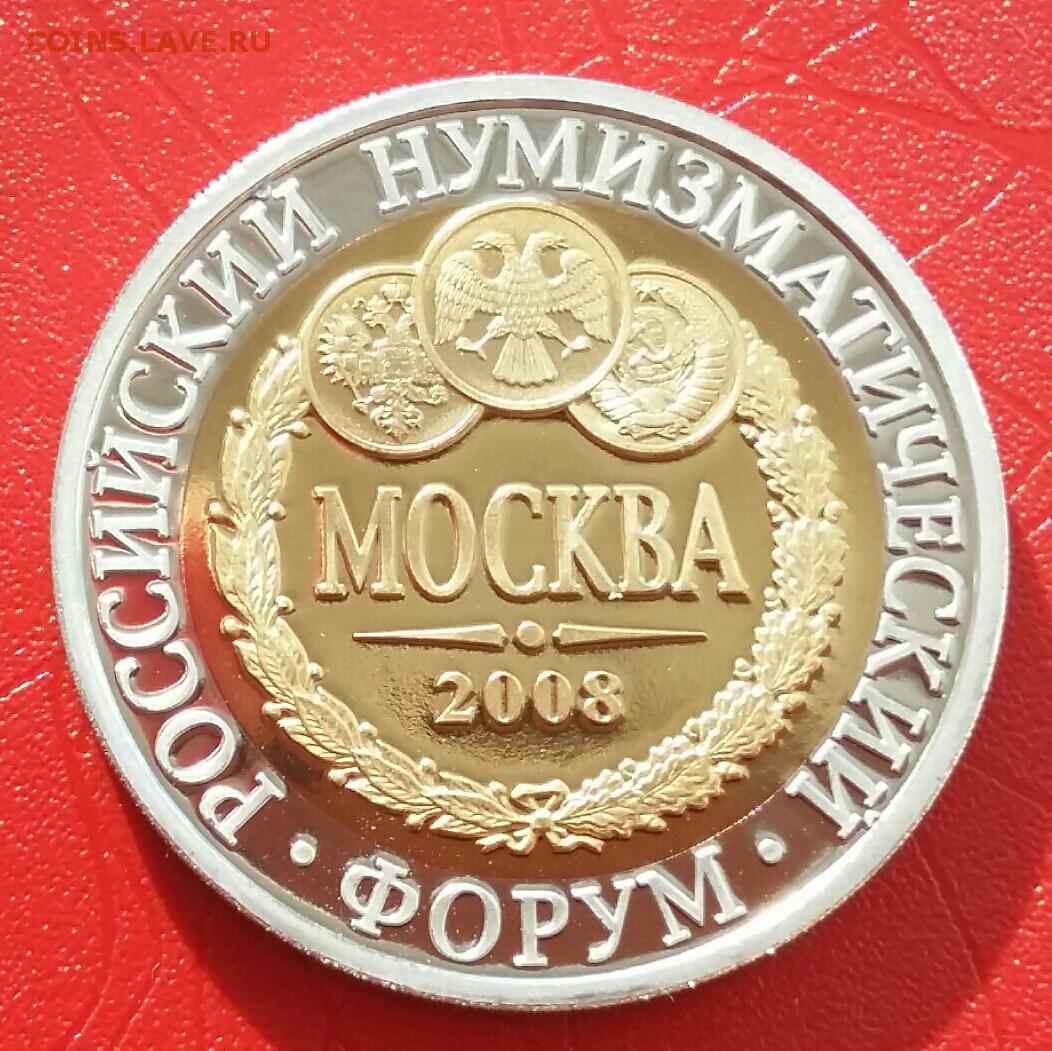 COINS.LAVE.RU
РОССИЙСКИЙ НУМИЗМАТИЧЕСКИЙ
МОСКВА
2008
• ФОРУМ •